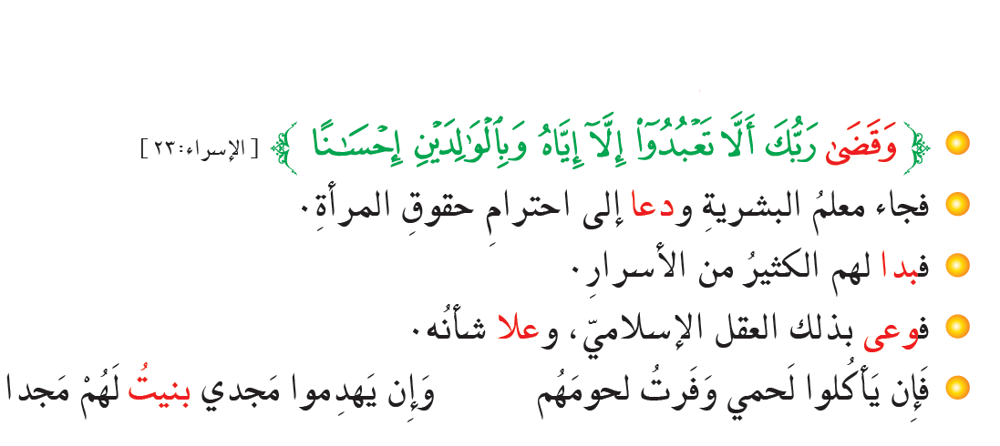 ﴿ وَقَضَىٰ رَبُّكَ أَلَّا تَعْبُدُوٓا۟ إِلَّآ إِيَّاهُ وَبِٱلْوَٰلِدَيْنِ إِحْسَـٰنًا ﴾ [الإسراء:٢٣]
فجاء معلمُ البشريةِ ودعا إلى احترامِ حقوقِ المرأةِ.
فبدا لهم الكثيرُ من الأسرارِ.
فوعى بذلك العقل الإسلاميّ، وعلا شأنُه.
فَإِن يَأكُلوا لَحمي وَفَرتُ لحومَهُم وَإِن يَهدِموا مَجدي بنيتُ لَهُمْ مَجدا